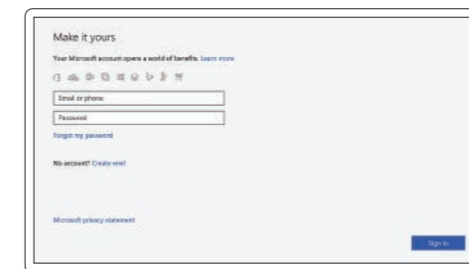 Make it yours
Your Microsoft account opens a world of benefits. Learn more
Email or phone
Password
Forgot my password
No account? Create one!
Microsoft privacy statement
Sign in